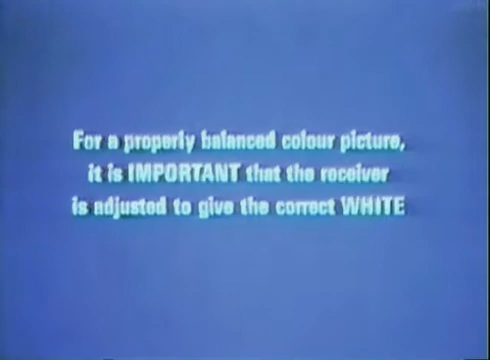 For a properly balanced colour picture,
it is IMPORTANT that the receiver
is adjusted to give the correct WHITE